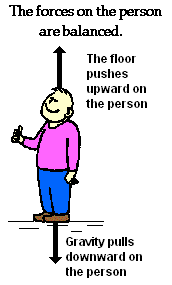 The forces on the person
are balanced.
The floor
pushes
upward on
the person
Gravity pulls
downward on
the person